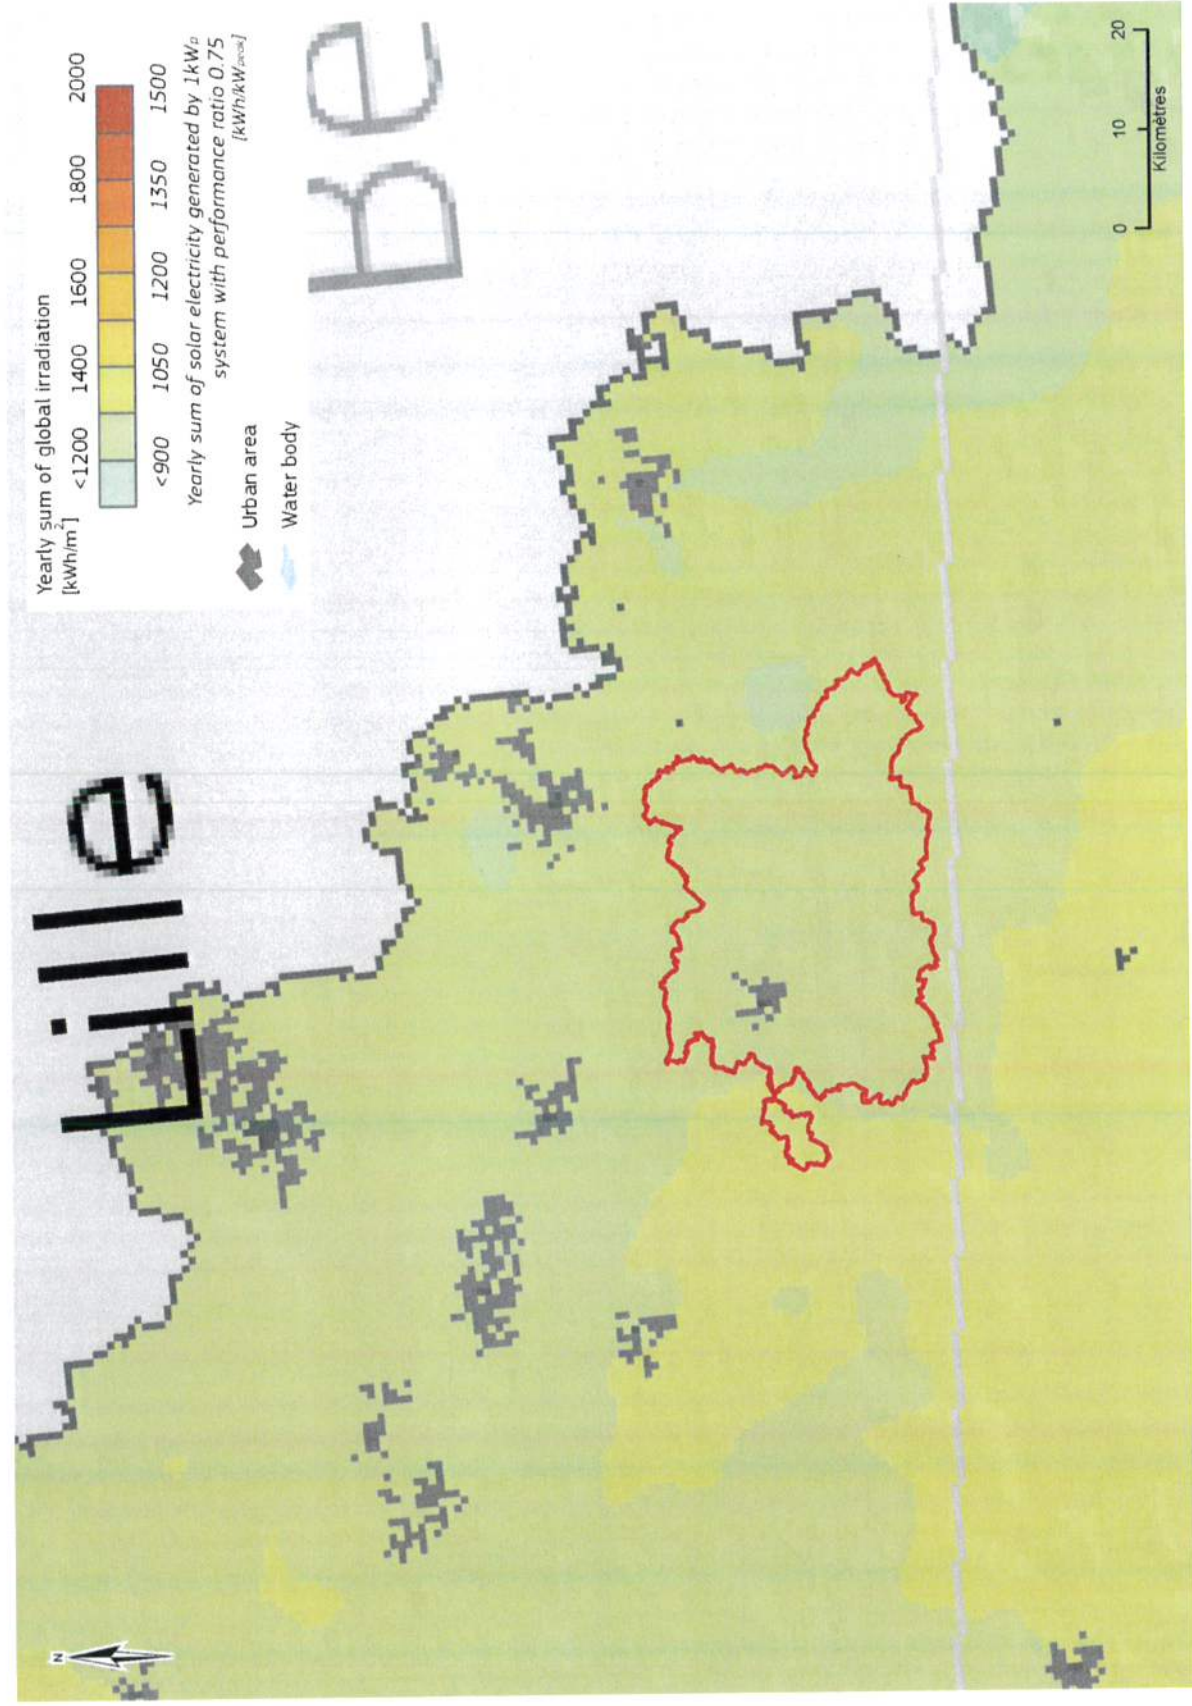 Yearly sum of global irradiation
[kWh/m²]
<1200 1400 1600 1800 2000
<900 1050 1200 1350 1500
Yearly sum of solar electricity generated by 1kWp
system with performance ratio 0.75
[kWh/kWpeak]
Urban area
Water body
Lille
Be
N
0 10 20
Kilomètres